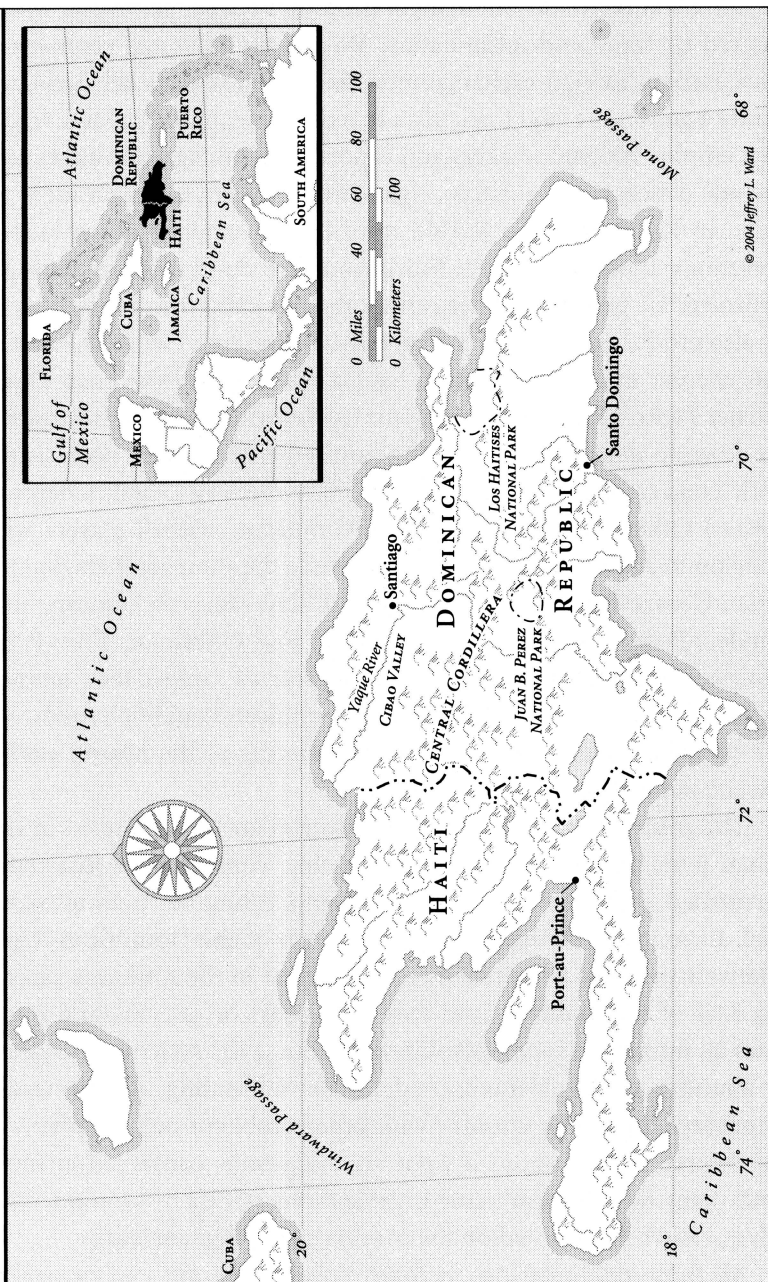 Atlantic Ocean
Windward Passage
CUBA
20°
HAITI
Port-au-Prince
Caribbean Sea
74°
18°
72°
Yaque River
CIBAO VALLEY
Santiago
CENTRAL CORDILLERA
DOMINICAN
REPUBLIC
JUAN B. PEREZ
NATIONAL PARK
LOS HAITISES
NATIONAL PARK
Santo Domingo
70°
Mona Passage
68°
0 Miles 40 60 80 100
0 Kilometers 100
© 2004 Jeffrey L. Ward
Gulf of
Mexico
FLORIDA
Atlantic Ocean
CUBA
DOMINICAN
REPUBLIC
MEXICO
JAMAICA
HAITI
PUERTO
RICO
Caribbean Sea
Pacific Ocean
SOUTH AMERICA